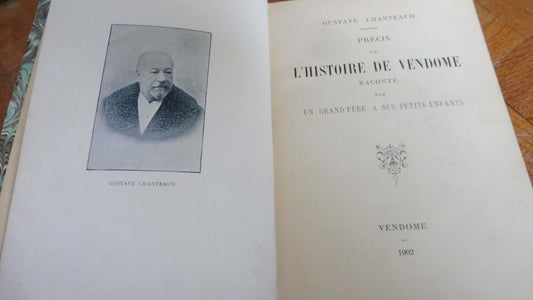 GUSTAVE CHANTEAUD
GUSTAVE CHANTEAUD
PRÉCIS
DE
L'HISTOIRE DE VENDOME
RACONTÉ
PAR
UN GRAND'PÈRE A SES PETITS-ENFANTS
VENDOME
1902